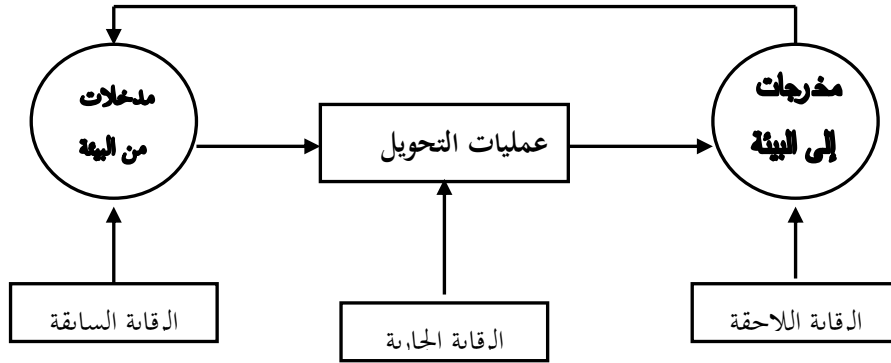 مدخلات
من البيئة
عمليات التحويل
مخرجات
إلى البيئة
الرقابة السابقة
الرقابة الجارية
الرقابة اللاحقة